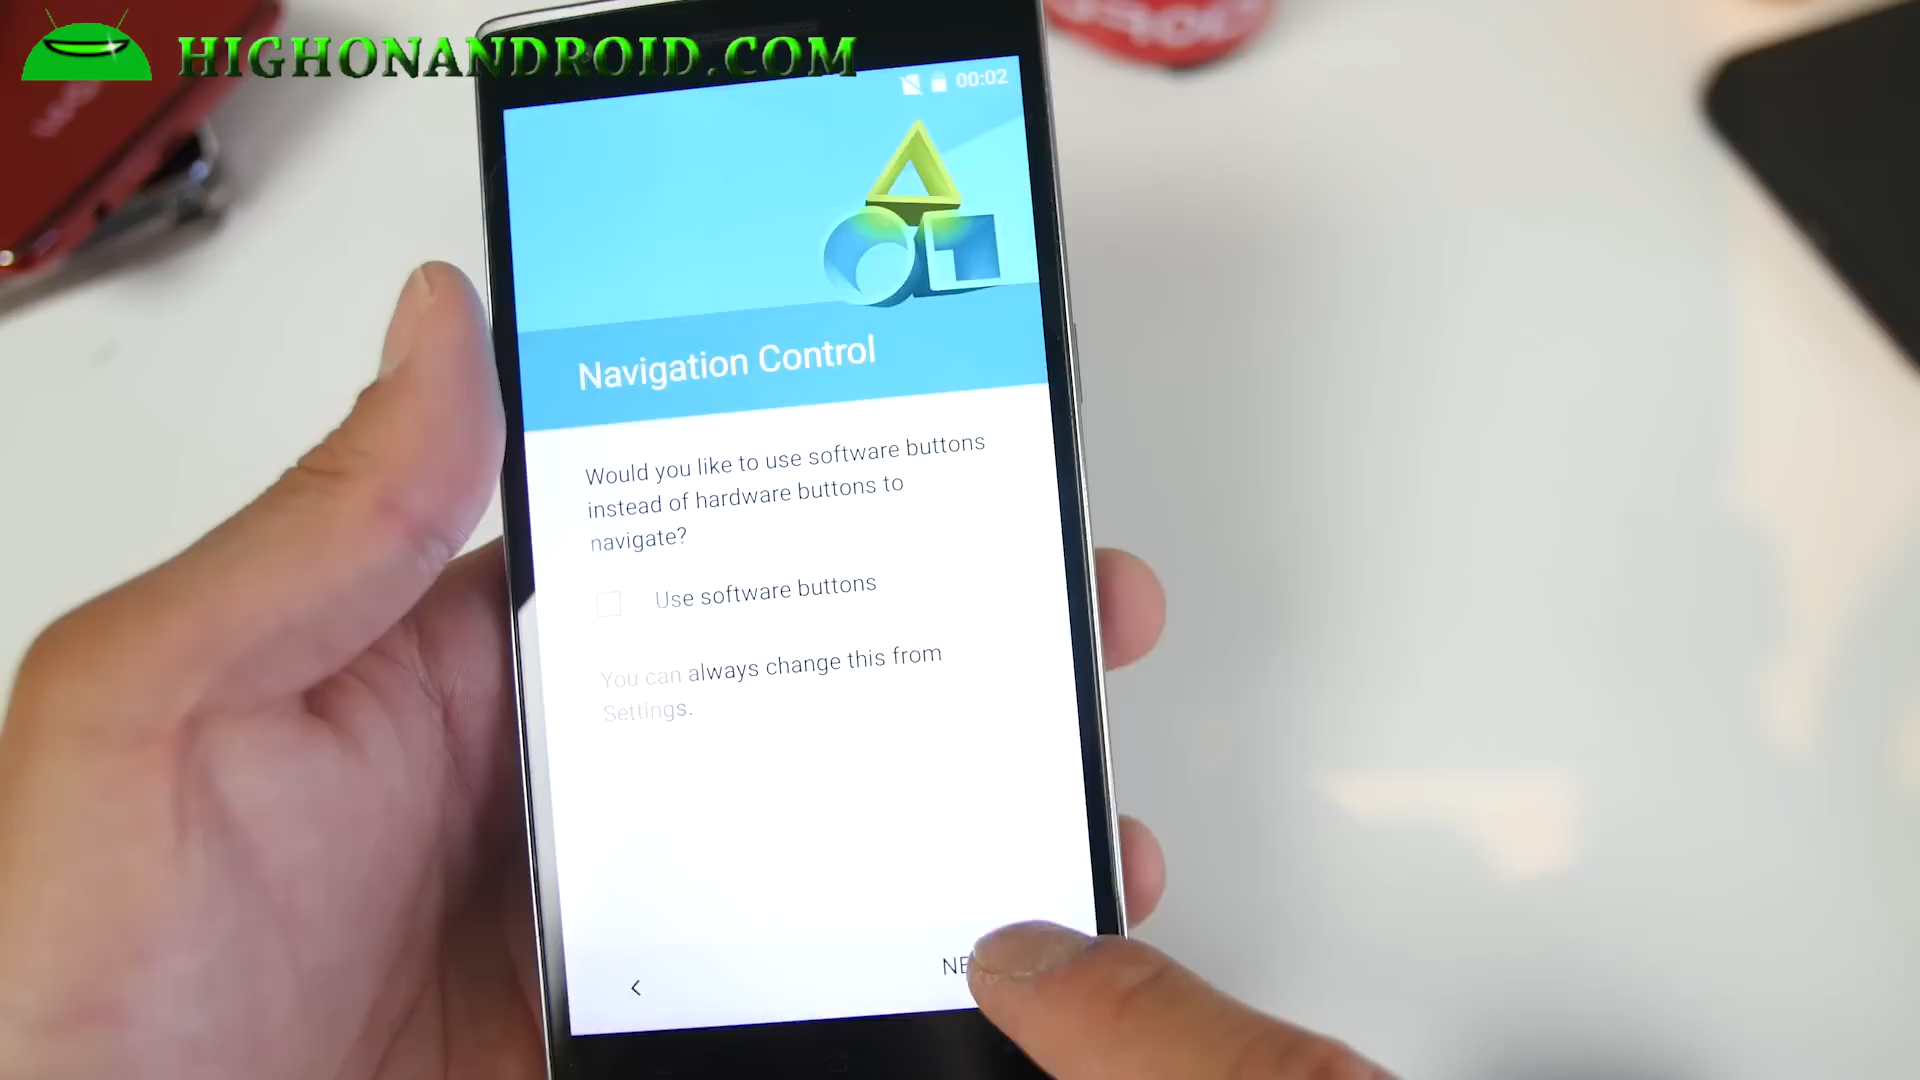 HIGHONANDROID.COM
00:02
Navigation Control
Would you like to use software buttons
instead of hardware buttons to
navigate?
Use software buttons
You can always change this from
Settings.